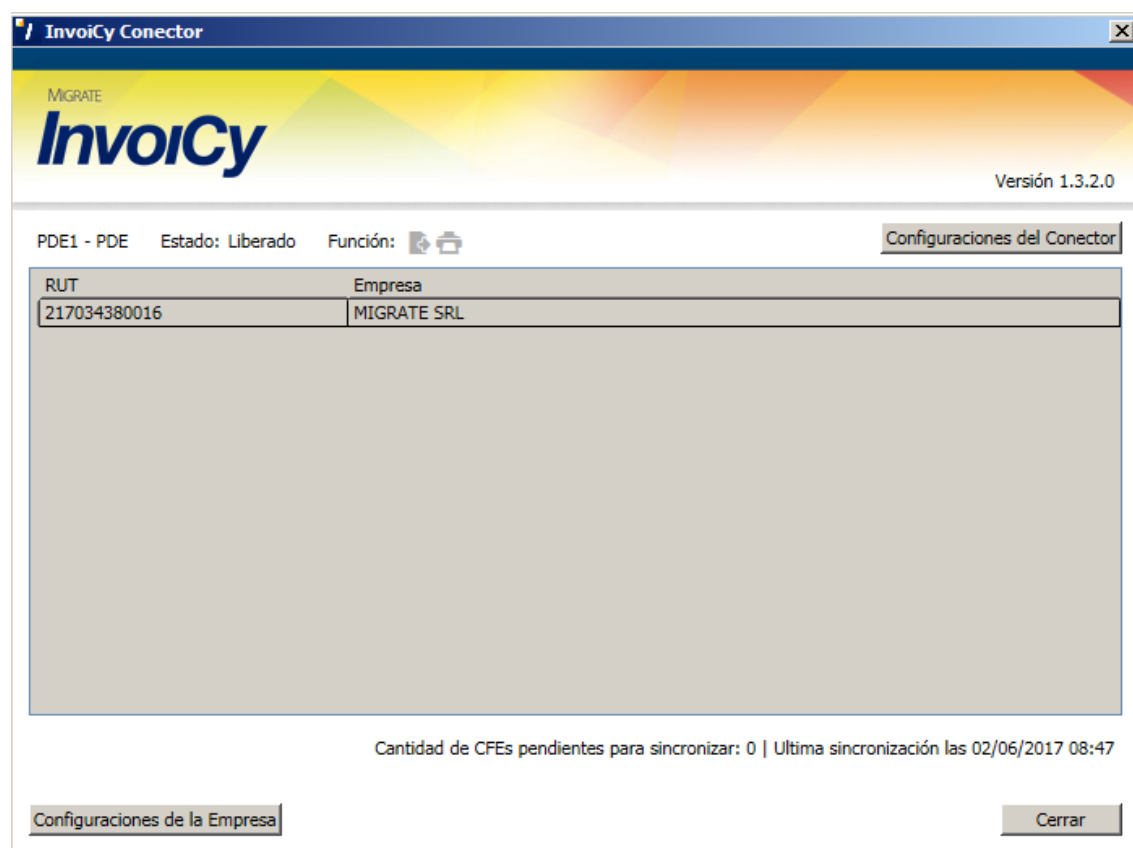 InvoiCy Conector
MIGRATE
InvoiCy
Versión 1.3.2.0
PDE1 - PDE Estado: Liberado Función: Configuraciones del Conector
RUT Empresa
217034380016 MIGRATE SRL
Cantidad de CFEs pendientes para sincronizar: 0 | Ultima sincronización las 02/06/2017 08:47
Configuraciones de la Empresa Cerrar